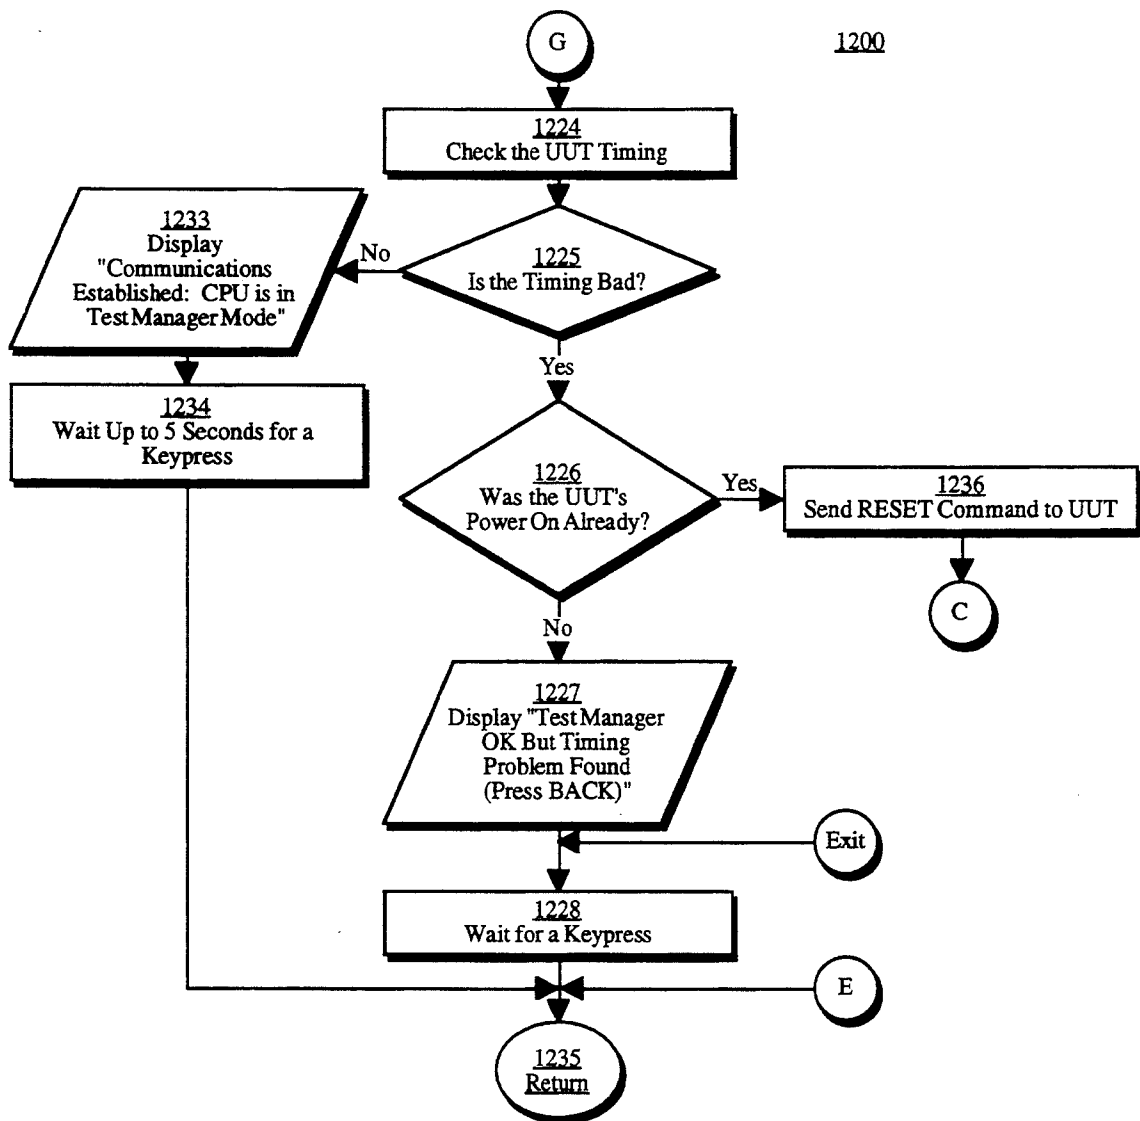 G
1200
1224
Check the UUT Timing
1233
Display
"Communications
Established: CPU is in
Test Manager Mode"
No
1225
Is the Timing Bad?
Yes
1234
Wait Up to 5 Seconds for a
Keypress
1226
Was the UUT's
Power On Already?
Yes
1236
Send RESET Command to UUT
C
No
1227
Display "Test Manager
OK But Timing
Problem Found
(Press BACK)"
Exit
1228
Wait for a Keypress
E
1235
Return